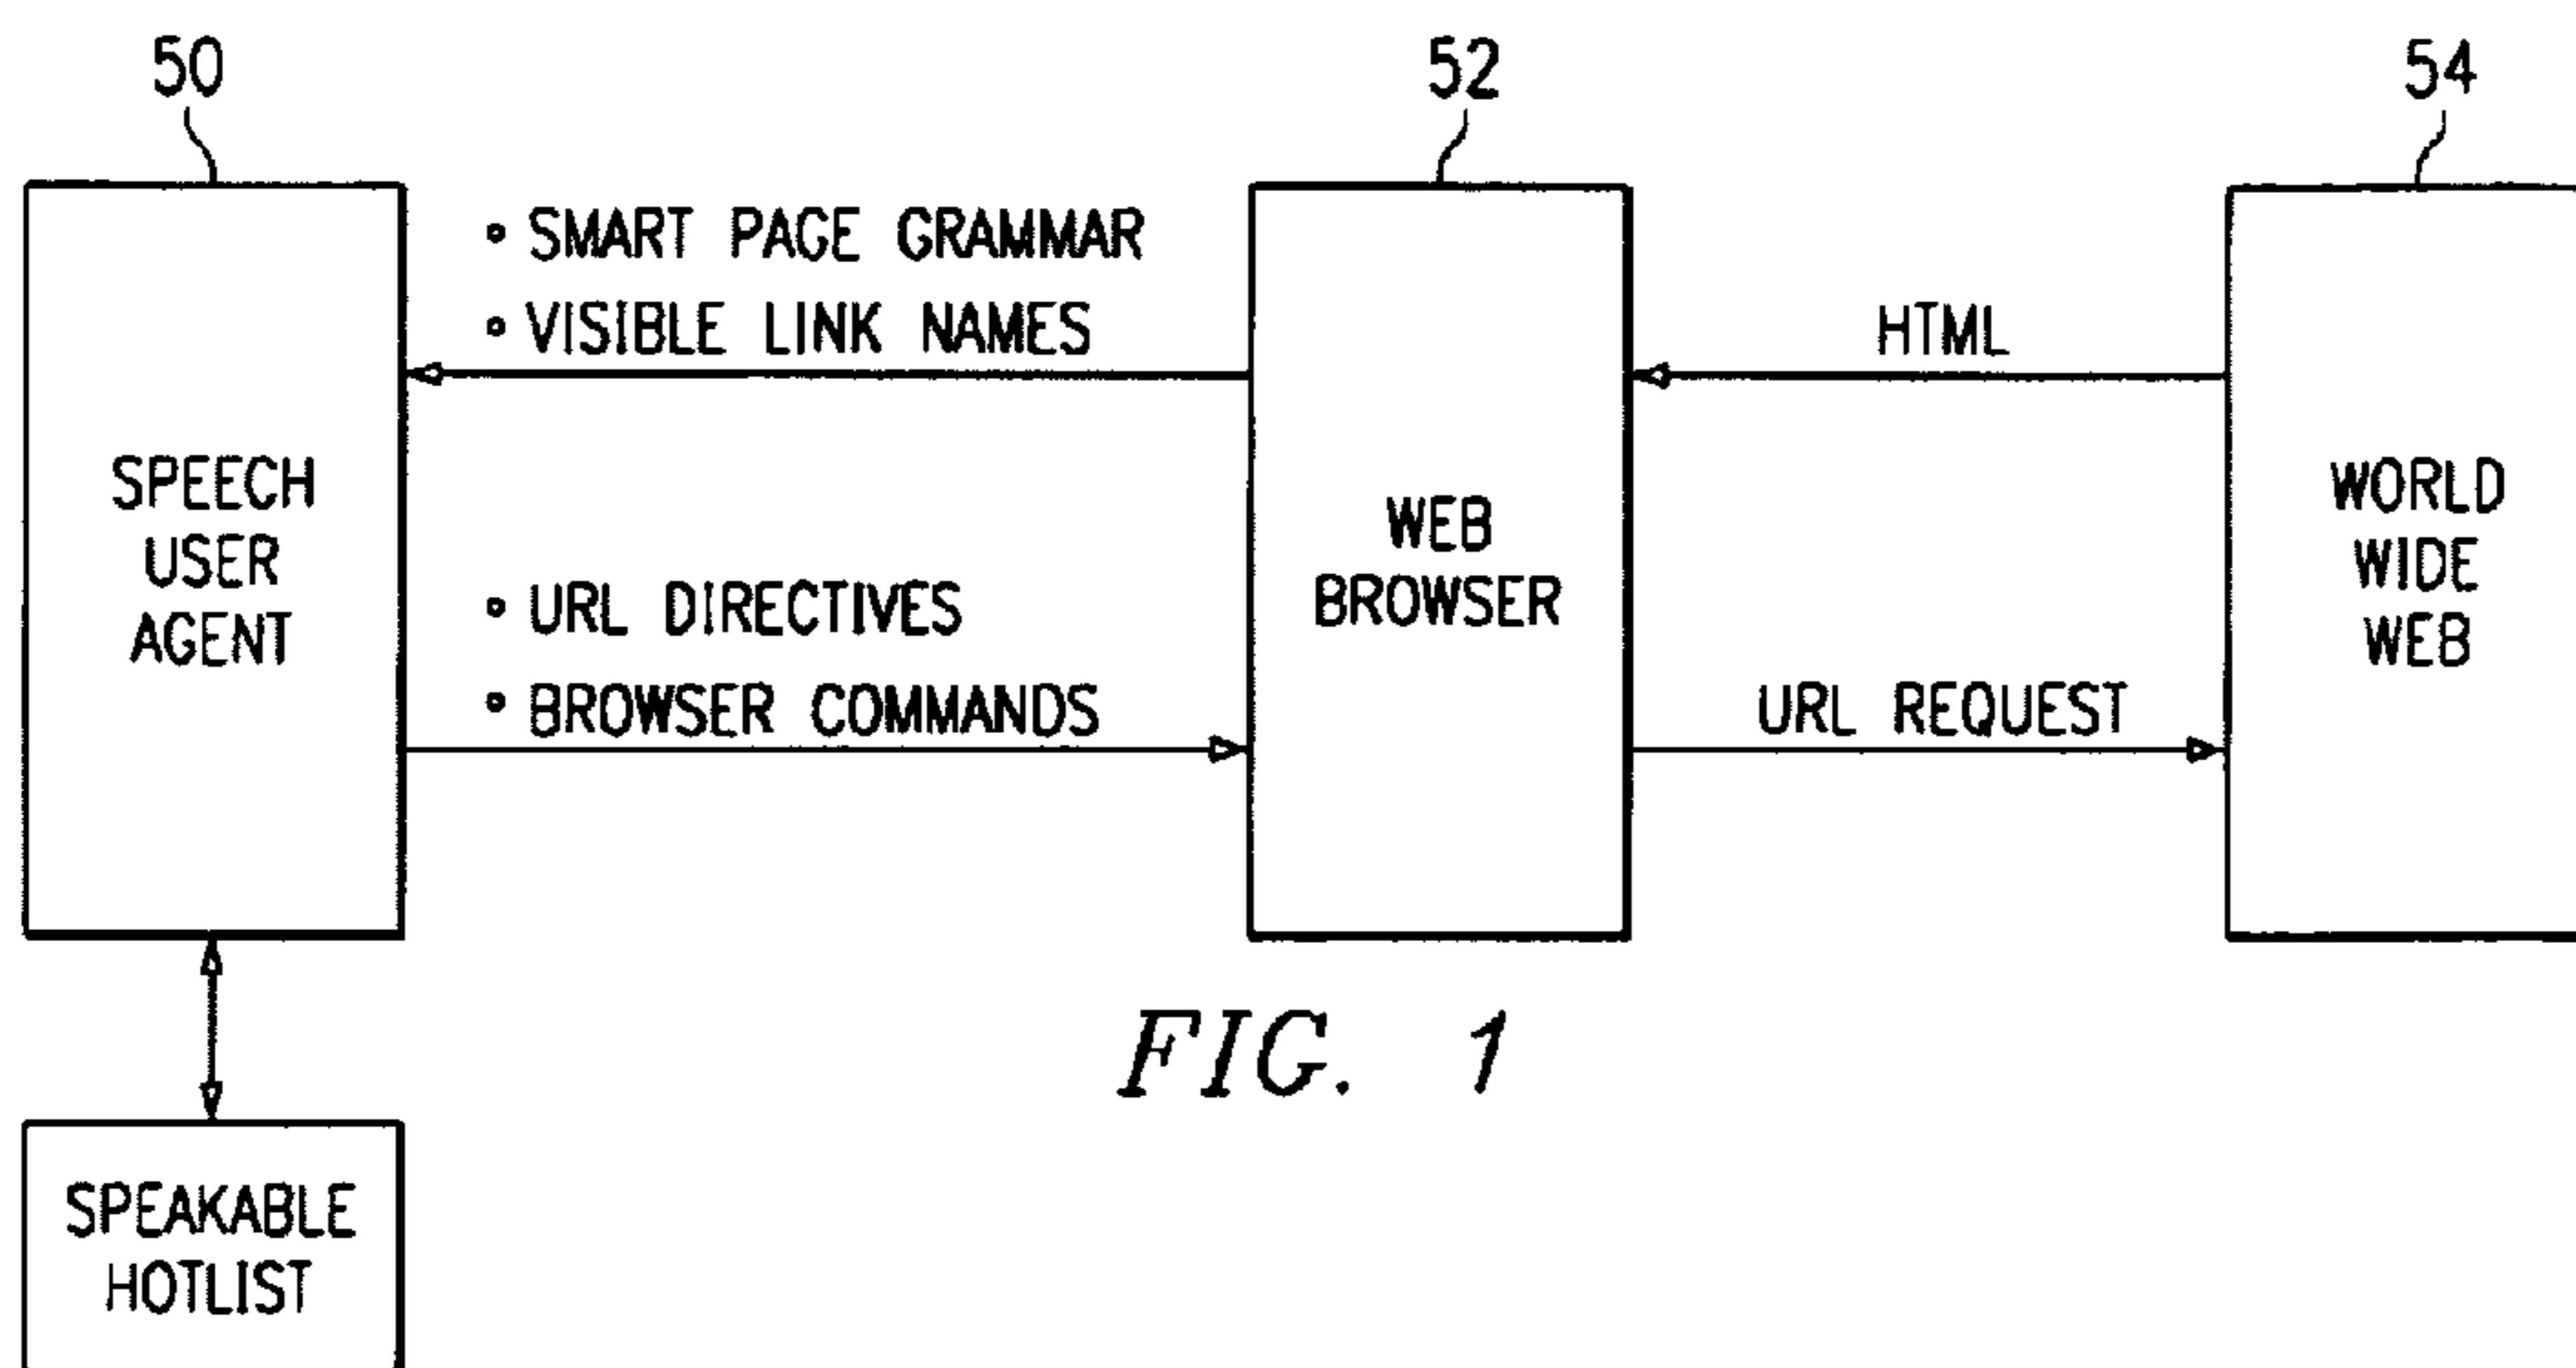 50
52
54
• SMART PAGE GRAMMAR
• VISIBLE LINK NAMES
HTML
SPEECH
USER
AGENT
• URL DIRECTIVES
• BROWSER COMMANDS
WEB
BROWSER
URL REQUEST
WORLD
WIDE
WEB
FIG. 1
SPEAKABLE
HOTLIST